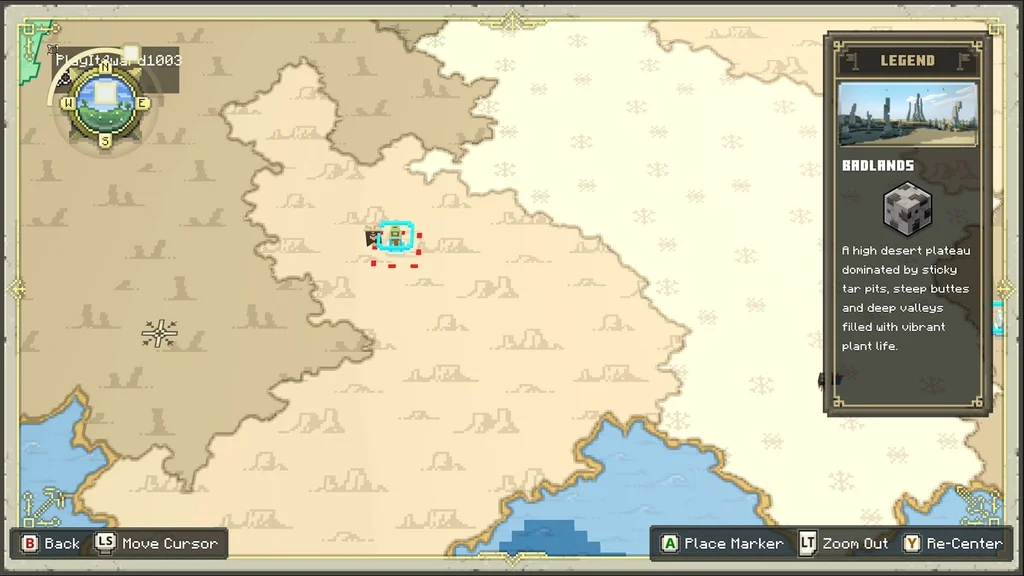 PlayItFward1003
N
W
E
S
LEGEND
BADLANDS
A high desert plateau
dominated by sticky
tar pits, steep buttes
and deep valleys
filled with vibrant
plant life.
B Back
LS Move Cursor
A Place Marker
LT Zoom Out
Y Re-Center